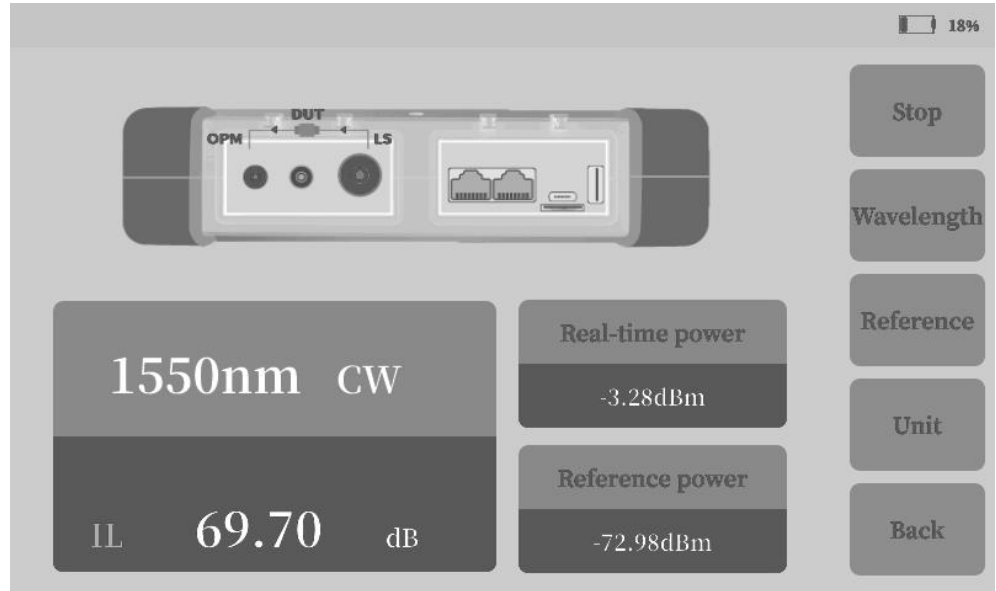 18%
DUT
OPM
LS
Stop
Wavelength
Reference
Unit
Back
1550nm CW
IL 69.70 dB
Real-time power
-3.28dBm
Reference power
-72.98dBm